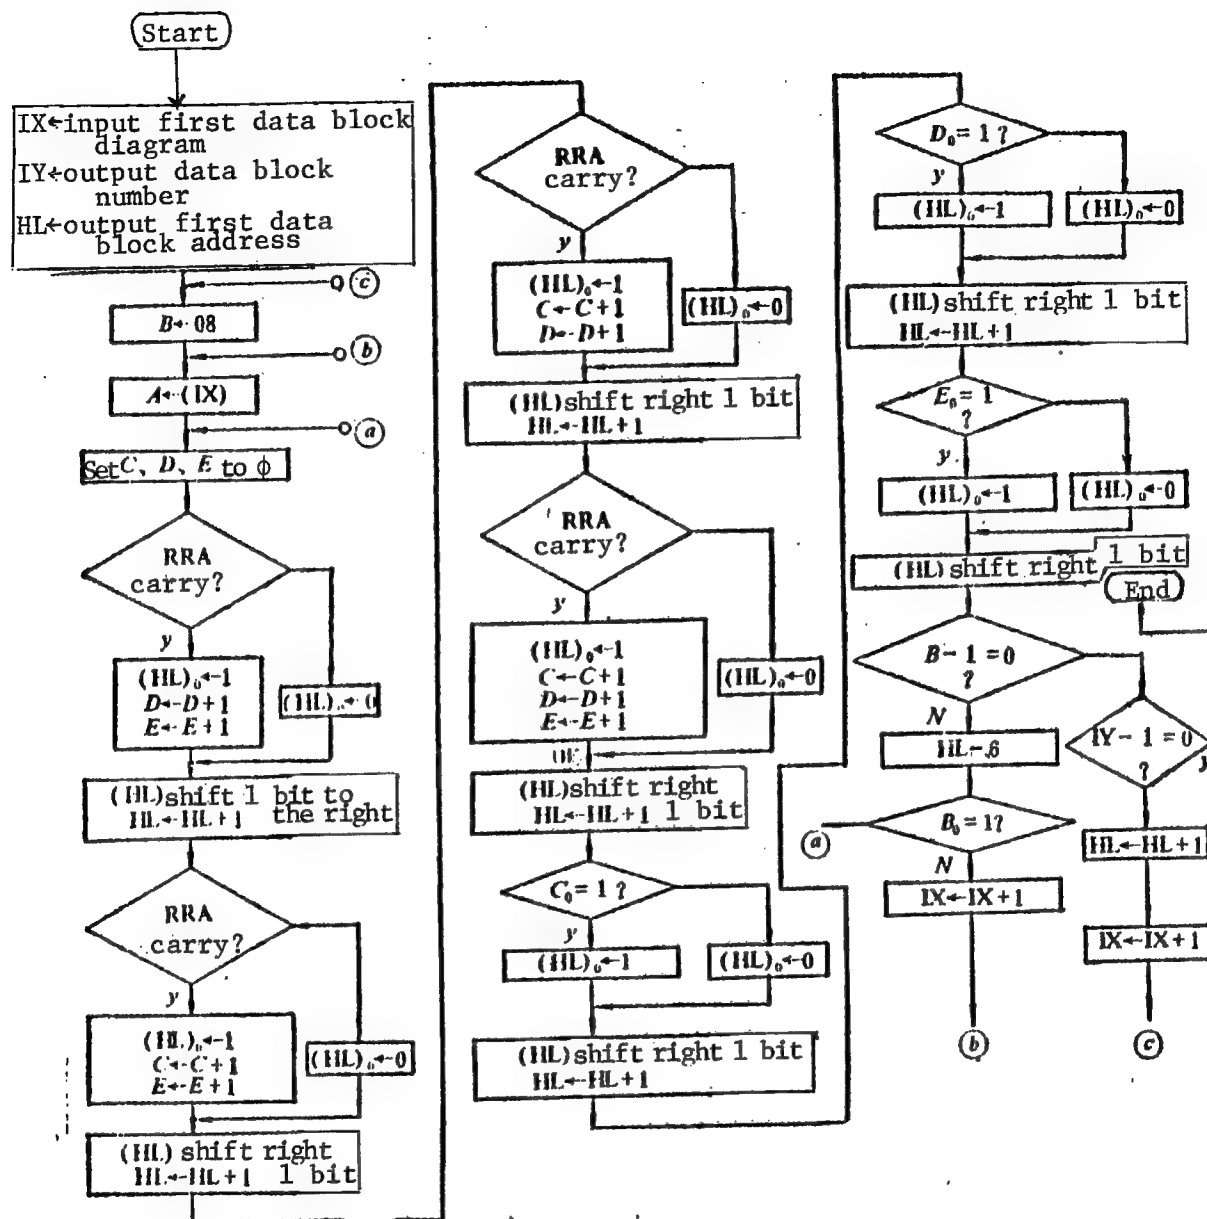 Start
IX←input first data block
diagram
IY←output data block
number
HL←output first data
block address
c
B←08
b
A←(IX)
a
Set C, D, E to ϕ
RRA
carry?
y
(HL)₀←1
D←D+1
E←E+1
(HL)₀←0
(HL)shift 1 bit to
HL←HL+1 the right
RRA
carry?
y
(HL)₀←1
C←C+1
E←E+1
(HL)₀←0
(HL) shift right
HL←HL+1 1 bit
RRA
carry?
y
(HL)₀←1
C←C+1
D←D+1
(HL)₀←0
(HL)shift right 1 bit
HL←HL+1
RRA
carry?
y
(HL)₀←1
C←C+1
D←D+1
E←E+1
(HL)₀←0
(HL)shift right
HL←HL+1 1 bit
C₀=1?
y
(HL)₀←1
(HL)₀←0
(HL)shift right 1 bit
HL←HL+1
D₀=1?
y
(HL)₀←1
(HL)₀←0
(HL)shift right 1 bit
HL←HL+1
E₀=1
?
y
(HL)₀←1
(HL)₀←0
(HL)shift right 1 bit
End
B-1=0
?
N
HL-6
B₀=1?
a
N
IX←IX+1
b
IY-1=0
?
y
HL←HL+1
IX←IX+1
c